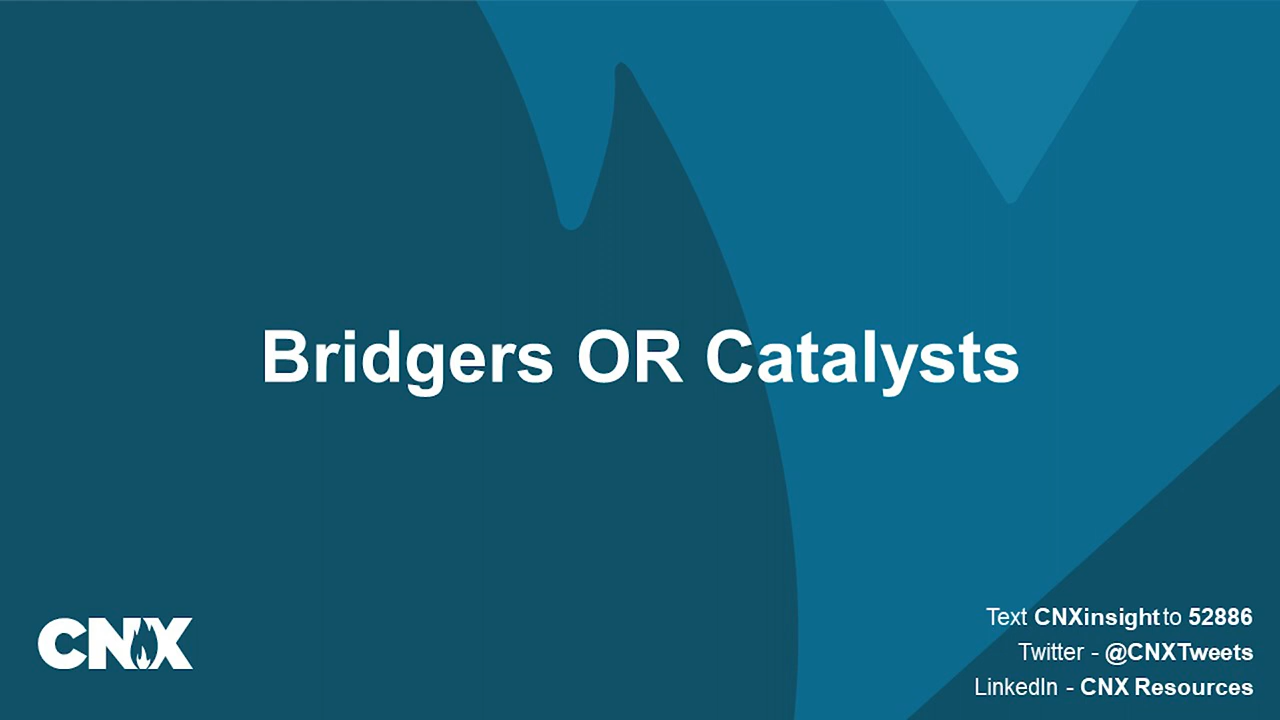 Bridgers OR Catalysts
CNX
Text CNXinsight to 52886
Twitter - @CNXTweets
LinkedIn - CNX Resources